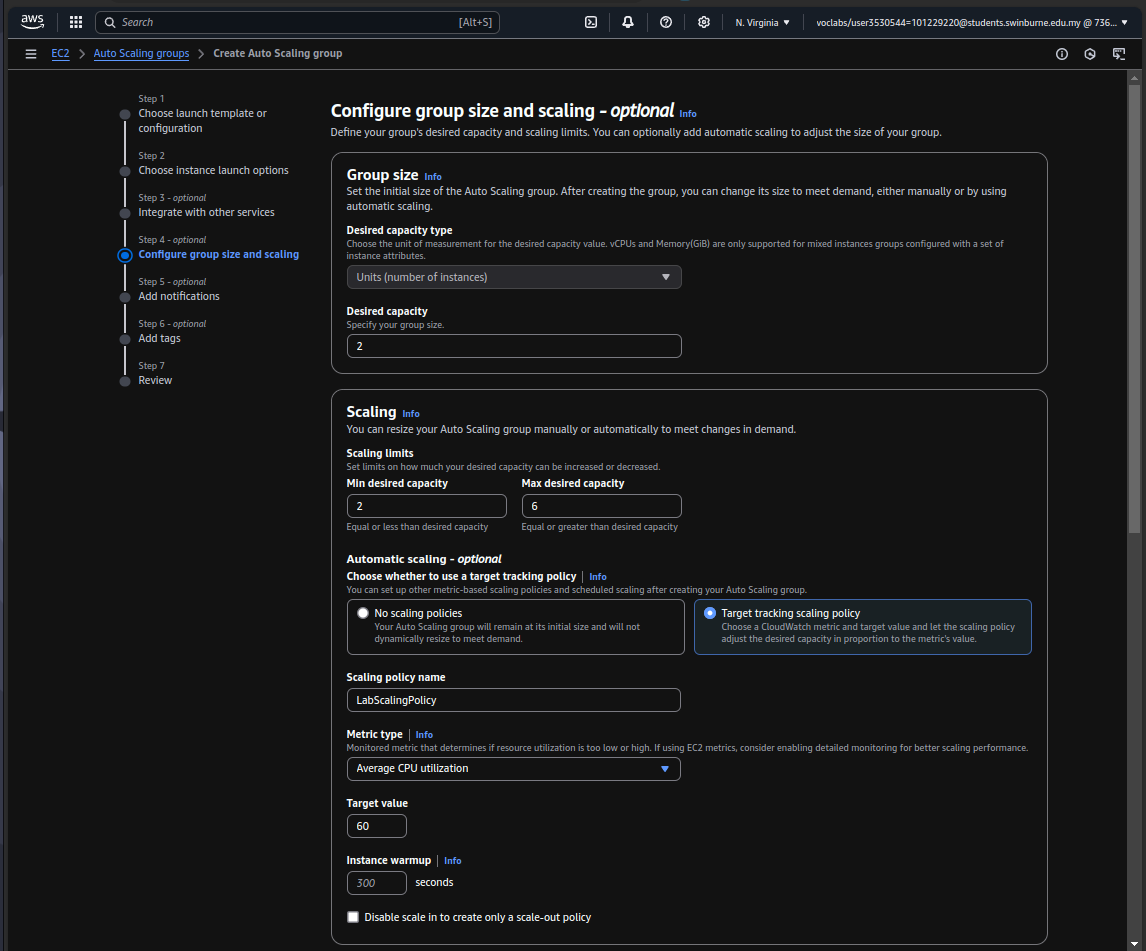 aws
Search [Alt+S]
N. Virginia
voclabs/user3530544=101229220@students.swinburne.edu.my @ 736...
EC2 > Auto Scaling groups > Create Auto Scaling group
Step 1
Choose launch template or
configuration
Step 2
Choose instance launch options
Step 3 - optional
Integrate with other services
Step 4 - optional
Configure group size and scaling
Step 5 - optional
Add notifications
Step 6 - optional
Add tags
Step 7
Review
Configure group size and scaling - optional Info
Define your group's desired capacity and scaling limits. You can optionally add automatic scaling to adjust the size of your group.
Group size Info
Set the initial size of the Auto Scaling group. After creating the group, you can change its size to meet demand, either manually or by using
automatic scaling.
Desired capacity type
Choose the unit of measurement for the desired capacity value. vCPUs and Memory(GiB) are only supported for mixed instances groups configured with a set of
instance attributes.
Units (number of instances)
Desired capacity
Specify your group size.
2
Scaling Info
You can resize your Auto Scaling group manually or automatically to meet changes in demand.
Scaling limits
Set limits on how much your desired capacity can be increased or decreased.
Min desired capacity
2
Equal or less than desired capacity
Max desired capacity
6
Equal or greater than desired capacity
Automatic scaling - optional
Choose whether to use a target tracking policy | Info
You can set up other metric-based scaling policies and scheduled scaling after creating your Auto Scaling group.
No scaling policies
Your Auto Scaling group will remain at its initial size and will not
dynamically resize to meet demand.
Target tracking scaling policy
Choose a CloudWatch metric and target value and let the scaling policy
adjust the desired capacity in proportion to the metric's value.
Scaling policy name
LabScalingPolicy
Metric type | Info
Monitored metric that determines if resource utilization is too low or high. If using EC2 metrics, consider enabling detailed monitoring for better scaling performance.
Average CPU utilization
Target value
60
Instance warmup | Info
300 seconds
Disable scale in to create only a scale-out policy